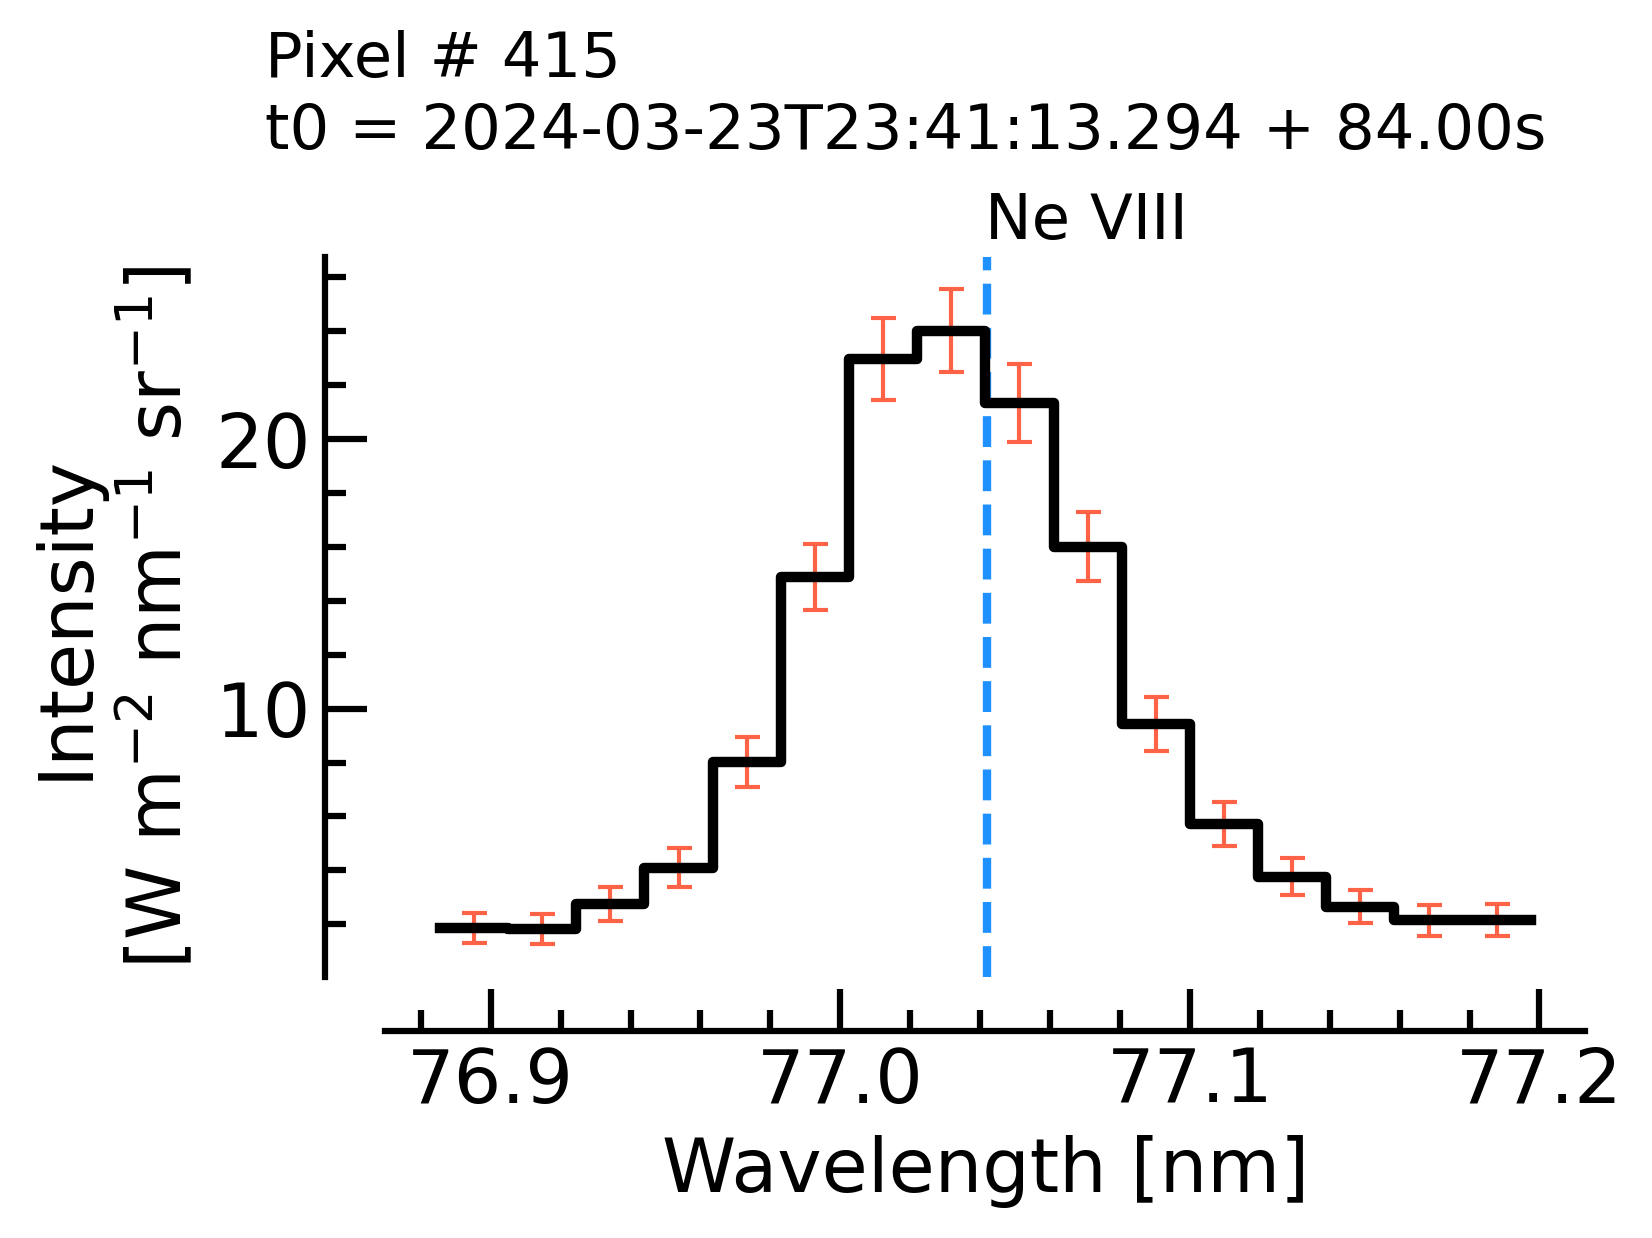 Pixel # 415
t0 = 2024-03-23T23:41:13.294 + 84.00s
Ne VIII
Intensity
[W m⁻² nm⁻¹ sr⁻¹]
20
10
76.9 77.0 77.1 77.2
Wavelength [nm]